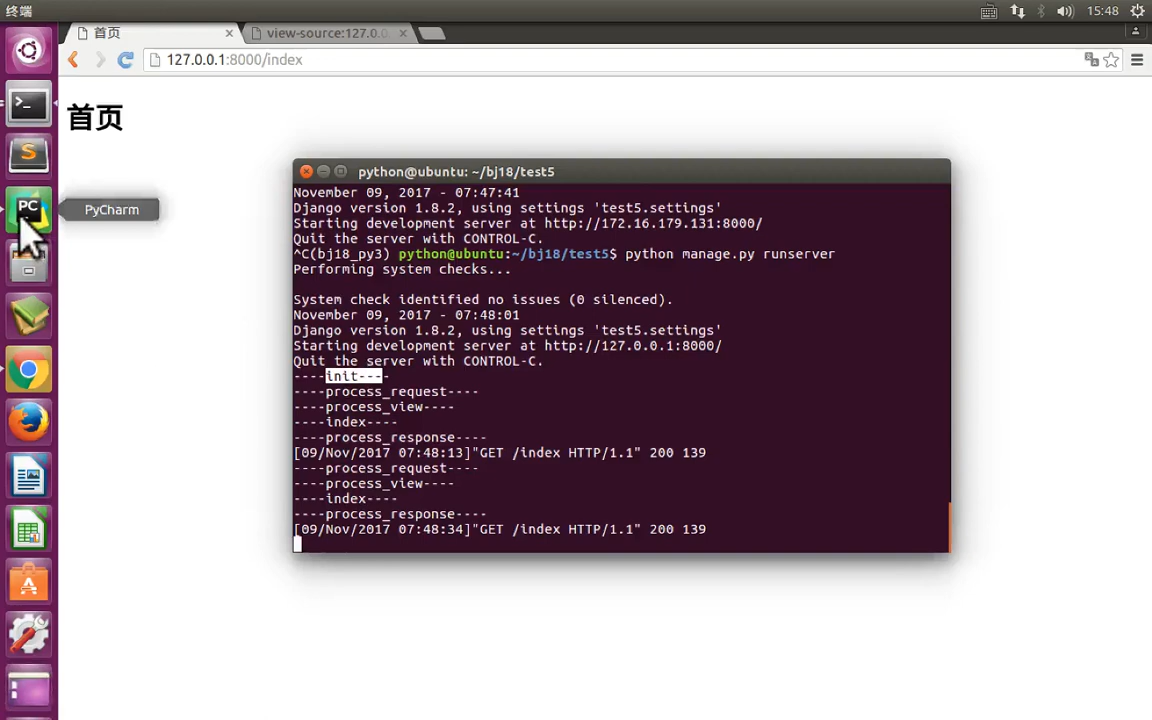 终端
15:48
首页
view-source:127.0.0.
127.0.0.1:8000/index
首页
PyCharm
python@ubuntu: ~/bj18/test5
November 09, 2017 - 07:47:41
Django version 1.8.2, using settings 'test5.settings'
Starting development server at http://172.16.179.131:8000/
Quit the server with CONTROL-C.
^C(bj18_py3) python@ubuntu:~/bj18/test5$ python manage.py runserver
Performing system checks...
System check identified no issues (0 silenced).
November 09, 2017 - 07:48:01
Django version 1.8.2, using settings 'test5.settings'
Starting development server at http://127.0.0.1:8000/
Quit the server with CONTROL-C.
----init----
----process_request----
----process_view----
----index----
----process_response----
[09/Nov/2017 07:48:13]"GET /index HTTP/1.1" 200 139
----process_request----
----process_view----
----index----
----process_response----
[09/Nov/2017 07:48:34]"GET /index HTTP/1.1" 200 139